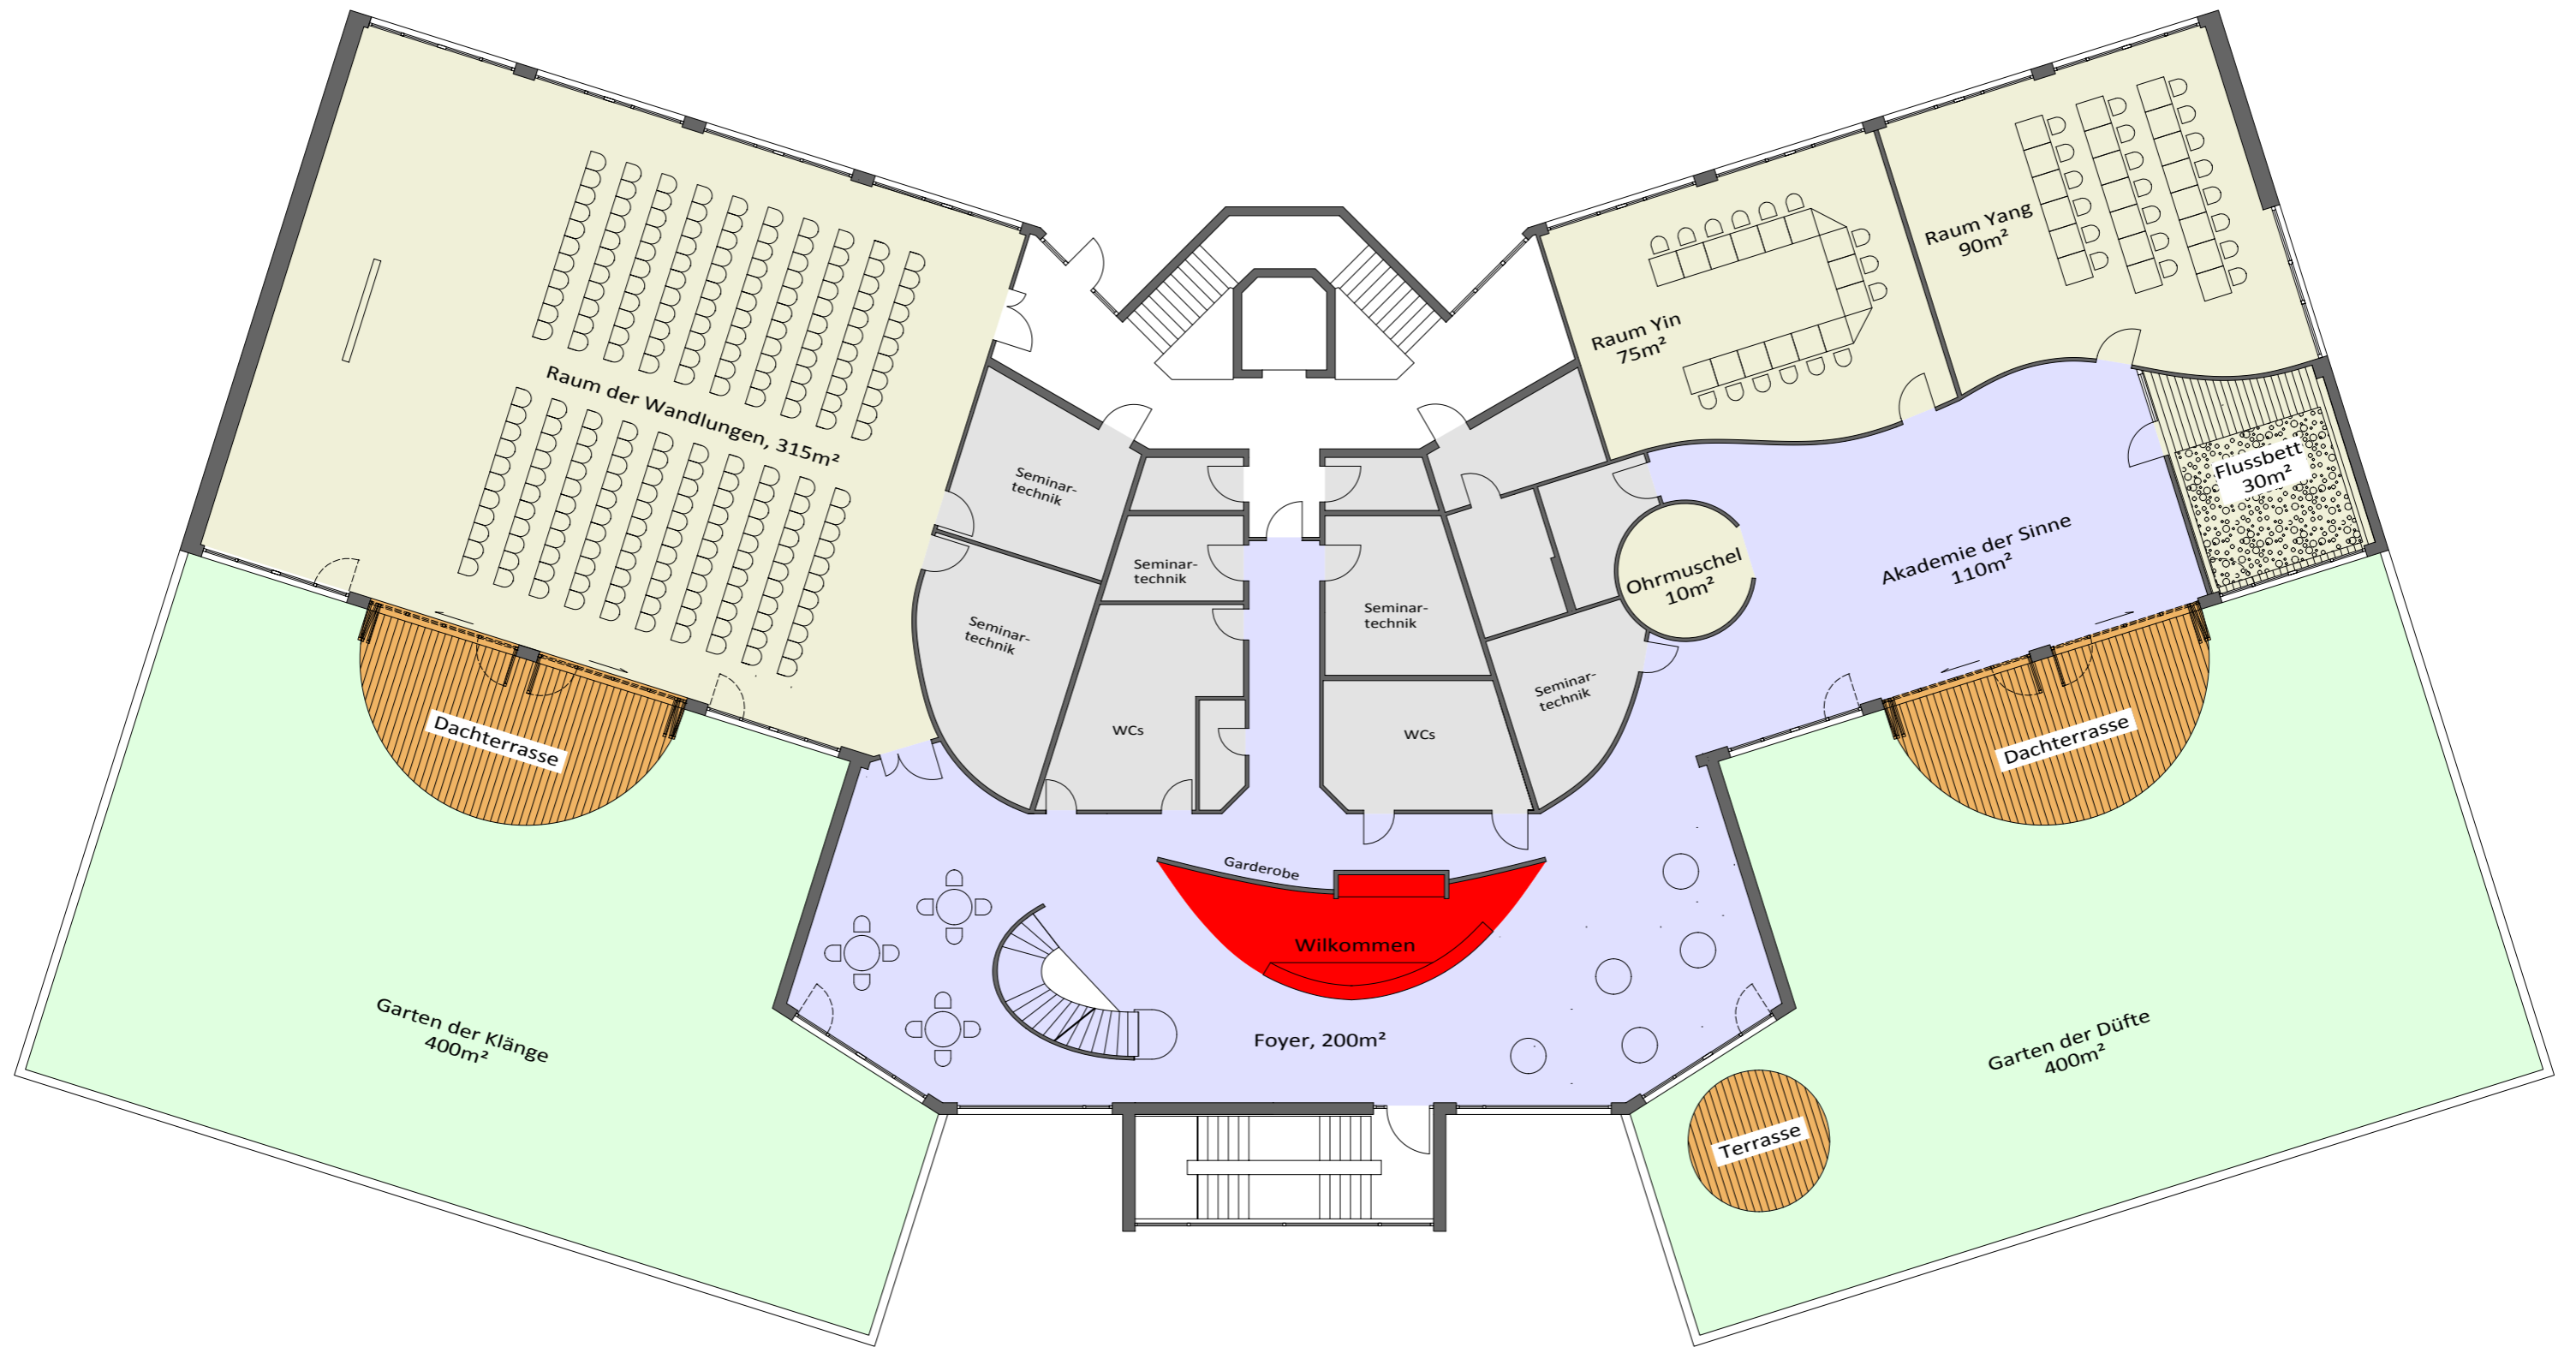 Raum der Wandlungen, 315m²
Raum Yin
75m²
Raum Yang
90m²
Flussbett
30m²
Akademie der Sinne
110m²
Ohrmuschel
10m²
Seminar-
technik
Seminar-
technik
Seminar-
technik
Seminar-
technik
Seminar-
technik
WCs
WCs
Dachterrasse
Dachterrasse
Garderobe
Wilkommen
Foyer, 200m²
Garten der Klänge
400m²
Garten der Düfte
400m²
Terrasse